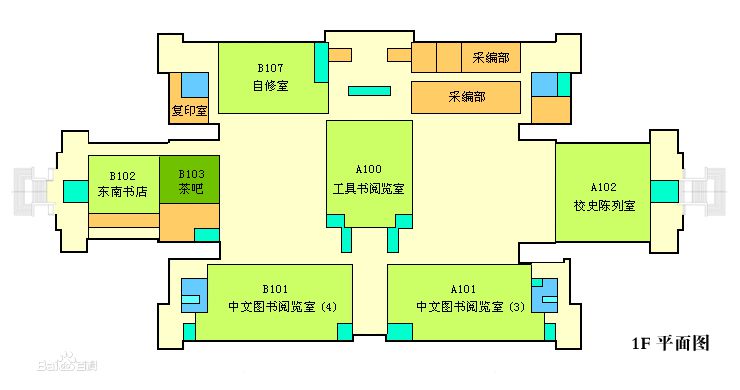 B107
自修室
采编部
采编部
复印室
A100
工具书阅览室
B102
东南书店
B103
茶吧
A102
校史陈列室
B101
中文图书阅览室 (4)
A101
中文图书阅览室 (3)
1F 平面图
Bai百科